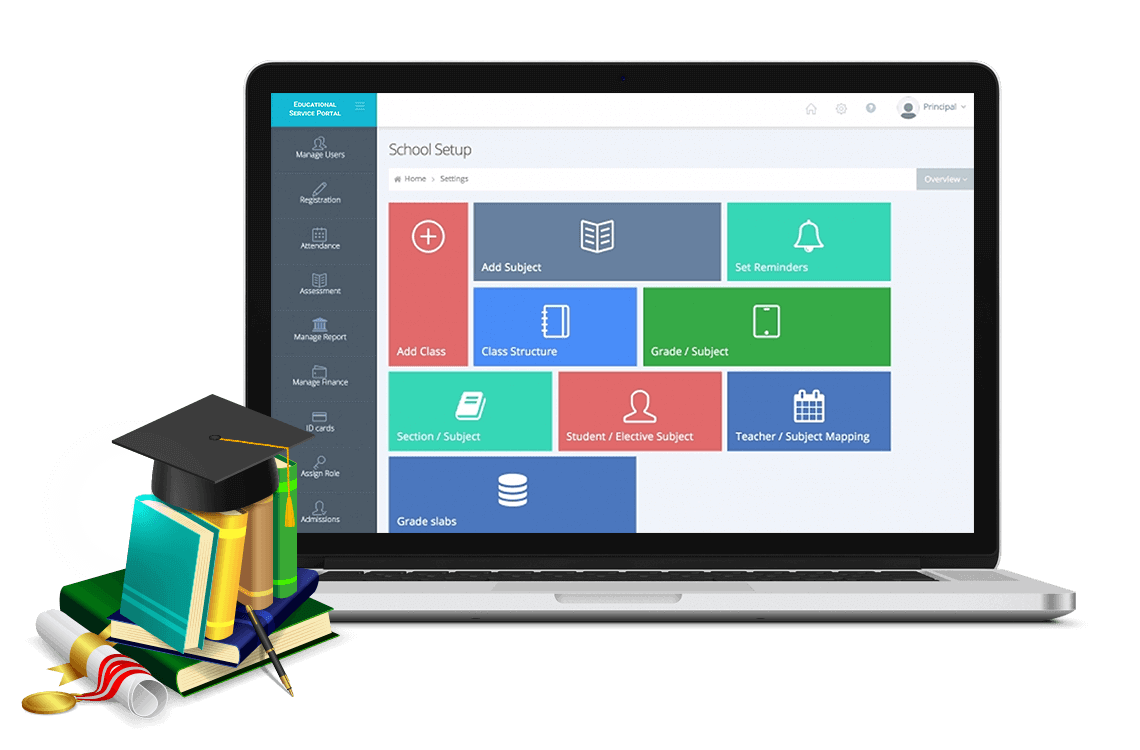 EDUCATIONAL
SERVICE PORTAL
Principal
Manage Users
Registration
Attendance
Assessment
Manage Report
Manage Finance
ID cards
Assign Role
Admissions
School Setup
Home > Settings
Overview
Add Class
Add Subject
Set Reminders
Class Structure
Grade / Subject
Section / Subject
Student / Elective Subject
Teacher / Subject Mapping
Grade slabs